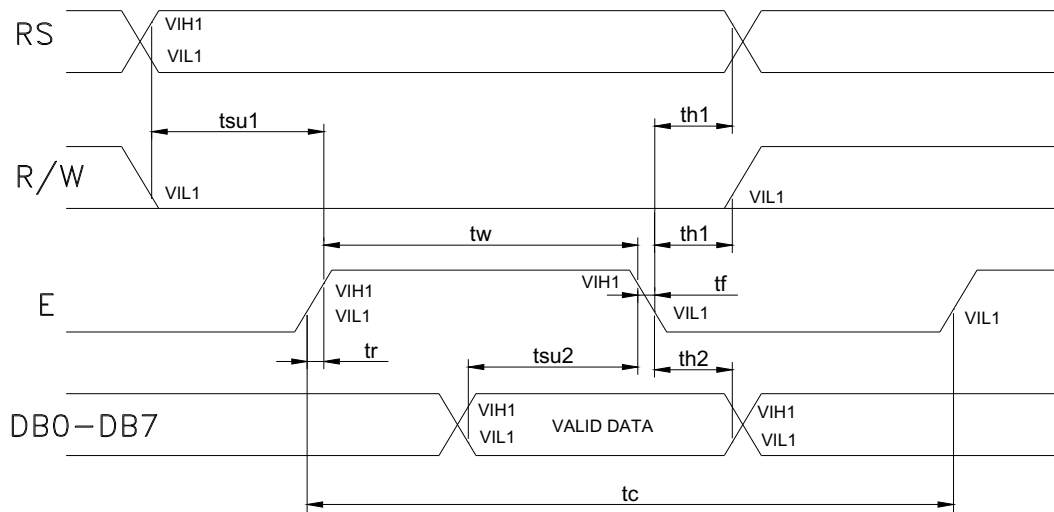 RS
VIH1
VIL1
tsu1
th1
R/W
VIL1
VIL1
tw
th1
E
VIH1
VIL1
VIH1
tf
VIL1
VIL1
tr
tsu2
th2
DB0-DB7
VIH1
VIL1
VALID DATA
VIH1
VIL1
tc